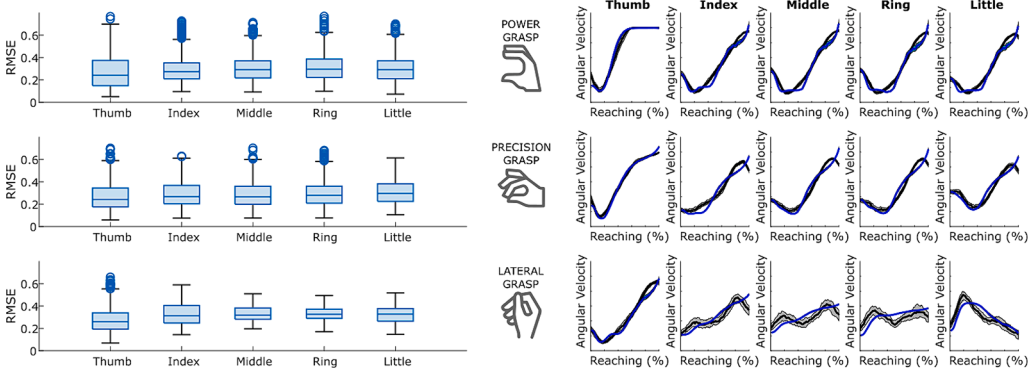 Thumb Index Middle Ring Little
RMSE
0.6
0.4
0.2
0
Thumb Index Middle Ring Little
POWER
GRASP
Angular Velocity Angular Velocity Angular Velocity Angular Velocity Angular Velocity
Reaching (%) Reaching (%) Reaching (%) Reaching (%) Reaching (%)
RMSE
0.6
0.4
0.2
0
Thumb Index Middle Ring Little
PRECISION
GRASP
Angular Velocity Angular Velocity Angular Velocity Angular Velocity Angular Velocity
Reaching (%) Reaching (%) Reaching (%) Reaching (%) Reaching (%)
RMSE
0.6
0.4
0.2
0
Thumb Index Middle Ring Little
LATERAL
GRASP
Angular Velocity Angular Velocity Angular Velocity Angular Velocity Angular Velocity
Reaching (%) Reaching (%) Reaching (%) Reaching (%) Reaching (%)